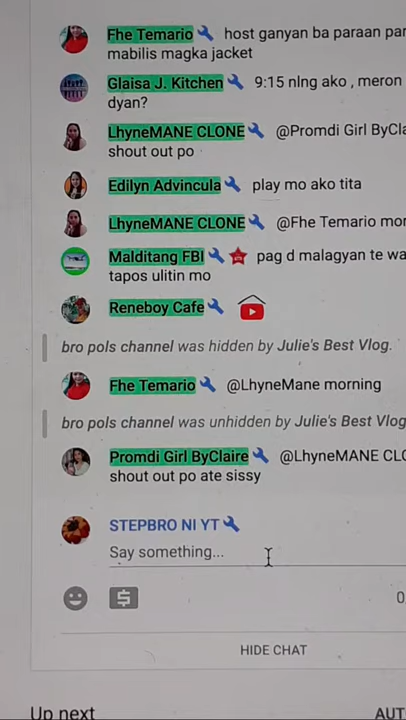 Fhe Temario host ganyan ba paraan par
mabilis magka jacket
Glaisa J. Kitchen 9:15 nlng ako , meron
dyan?
LhyneMANE CLONE @Promdi Girl ByCla
shout out po
Edilyn Advincula play mo ako tita
LhyneMANE CLONE @Fhe Temario mor
Malditang FBI pag d malagyan te wa
tapos ulitin mo
Reneboy Cafe
bro pols channel was hidden by Julie's Best Vlog.
Fhe Temario @LhyneMane morning
bro pols channel was unhidden by Julie's Best Vlog
Promdi Girl ByClaire @LhyneMANE CLO
shout out po ate sissy
STEPBRO NI YT
Say something...
0
HIDE CHAT
Up next AUT